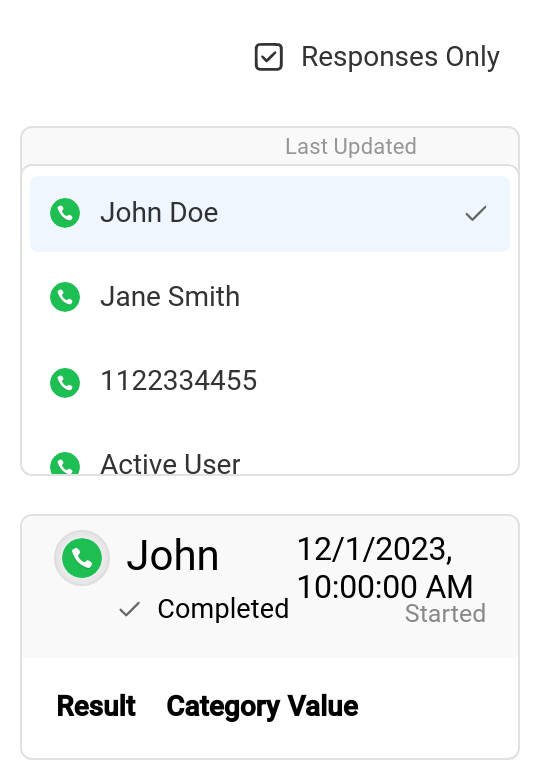 Responses Only
Last Updated
John Doe
Jane Smith
1122334455
Active User
John
12/1/2023,
10:00:00 AM
Completed
Started
Result Category Value